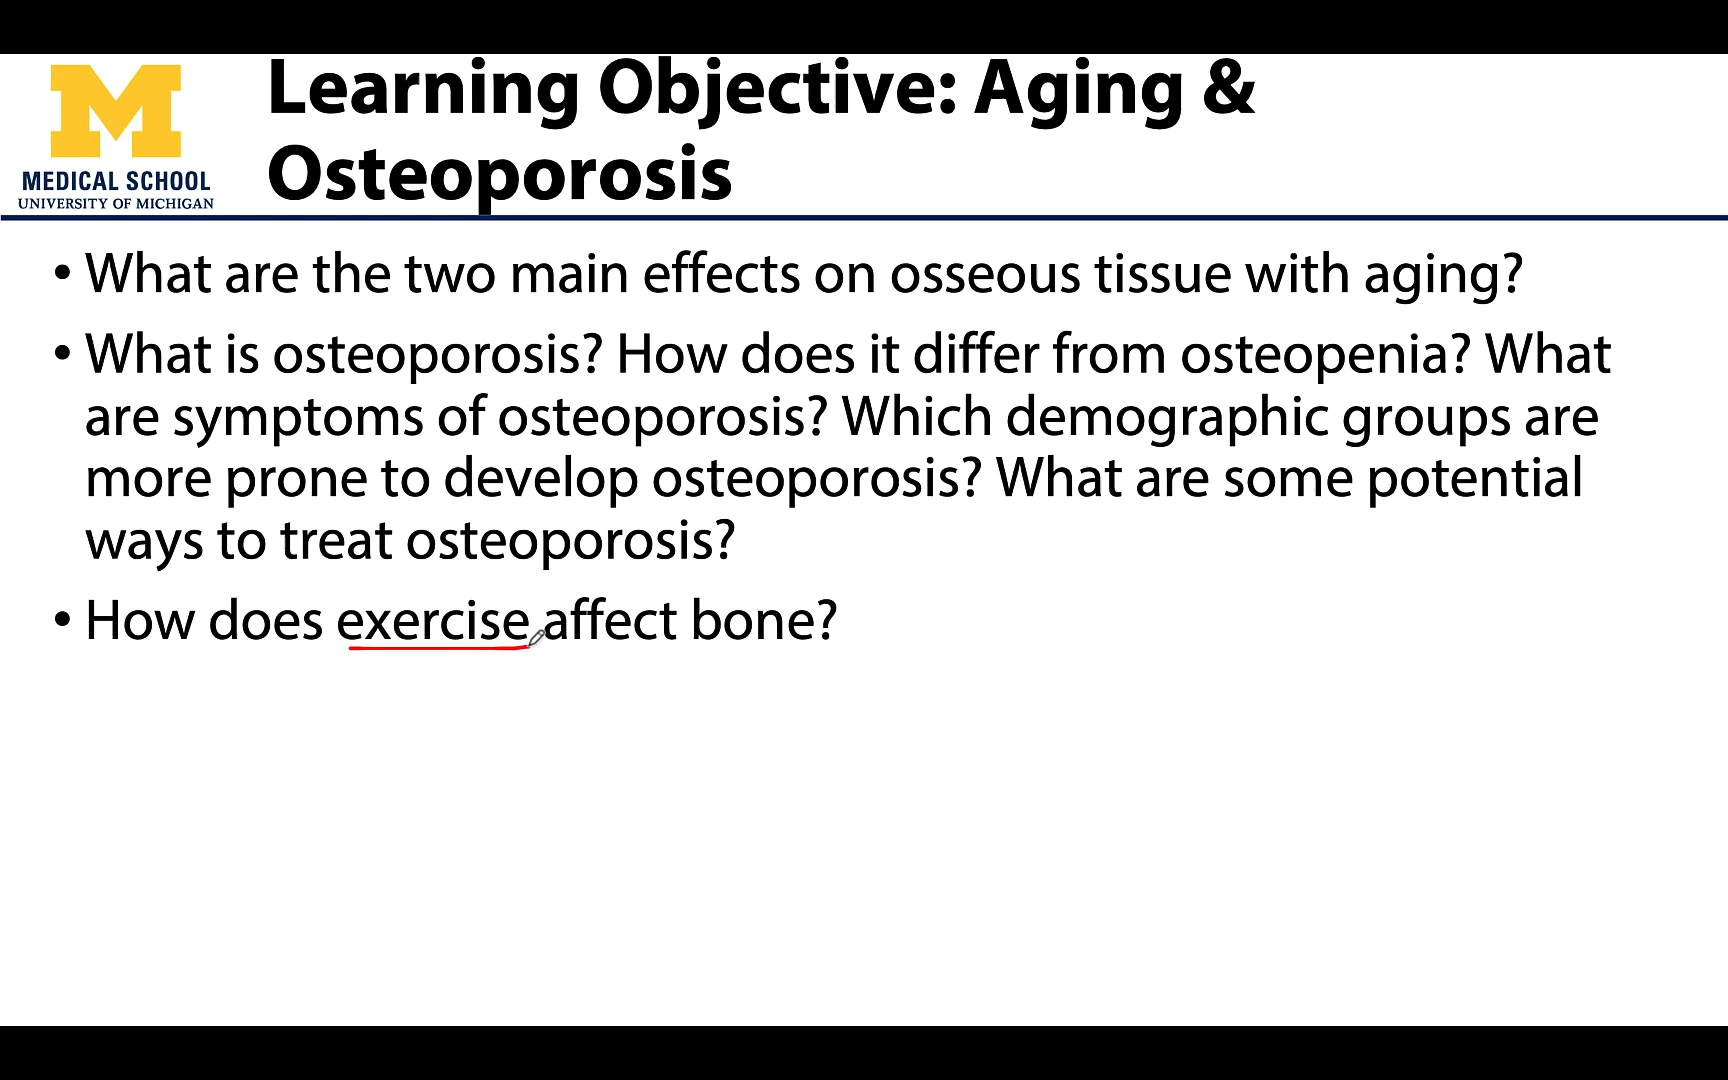 Learning Objective: Aging &
Osteoporosis
MEDICAL SCHOOL
UNIVERSITY OF MICHIGAN
• What are the two main effects on osseous tissue with aging?
• What is osteoporosis? How does it differ from osteopenia? What
are symptoms of osteoporosis? Which demographic groups are
more prone to develop osteoporosis? What are some potential
ways to treat osteoporosis?
• How does exercise affect bone?